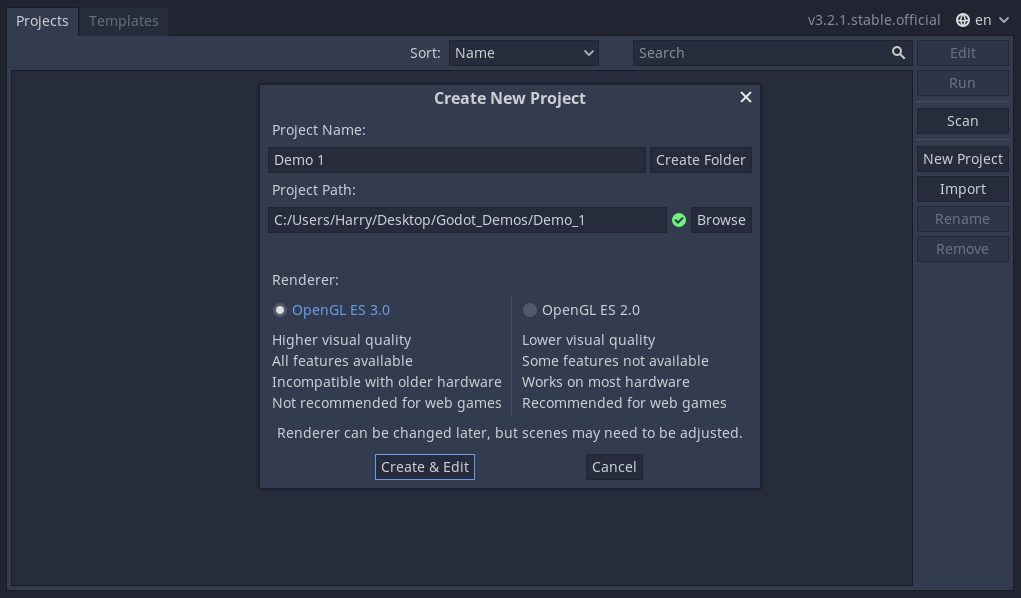 Projects Templates v3.2.1.stable.official en
Sort: Name Search Edit
Run
Scan
New Project
Import
Rename
Remove
Create New Project
Project Name:
Demo 1 Create Folder
Project Path:
C:/Users/Harry/Desktop/Godot_Demos/Demo_1 Browse
Renderer:
OpenGL ES 3.0
Higher visual quality
All features available
Incompatible with older hardware
Not recommended for web games
OpenGL ES 2.0
Lower visual quality
Some features not available
Works on most hardware
Recommended for web games
Renderer can be changed later, but scenes may need to be adjusted.
Create & Edit Cancel